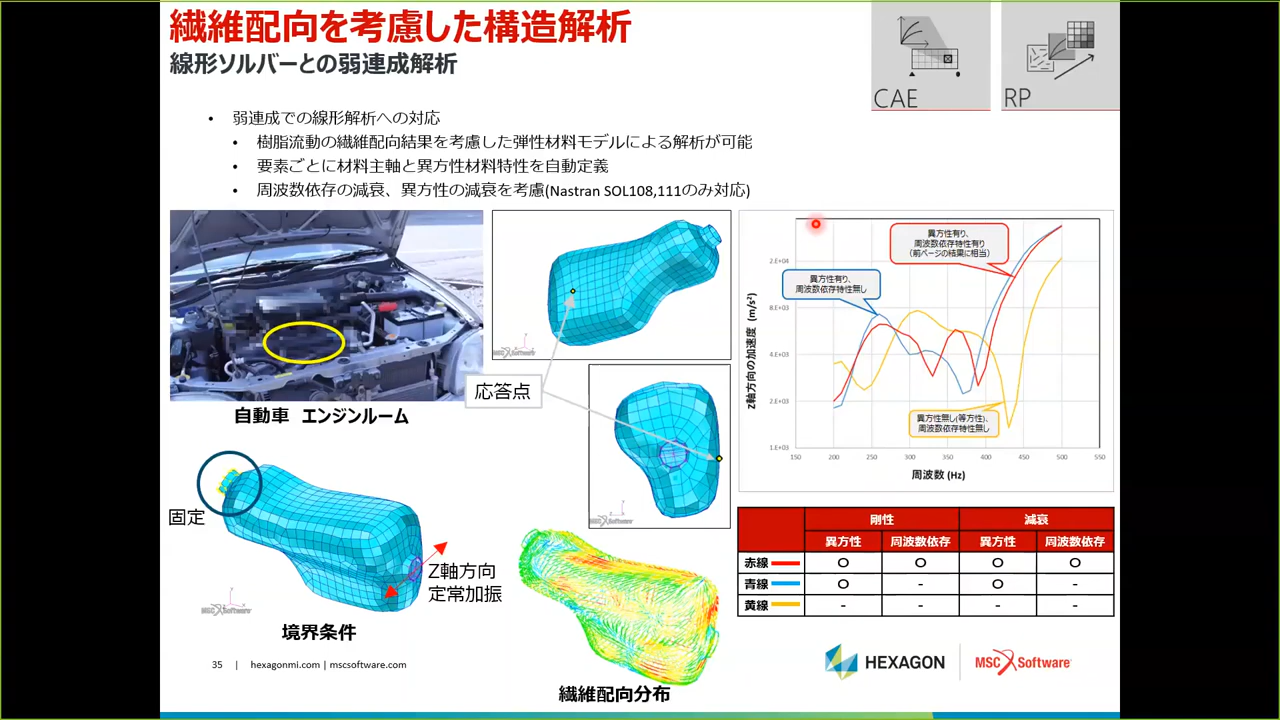 繊維配向を考慮した構造解析
線形ソルバーとの弱連成解析
CAE
RP
• 弱連成での線形解析への対応
• 樹脂流動の繊維配向結果を考慮した弾性材料モデルによる解析が可能
• 要素ごとに材料主軸と異方性材料特性を自動定義
• 周波数依存の減衰、異方性の減衰を考慮(Nastran SOL108,111のみ対応)
自動車 エンジンルーム
応答点
MSC Software
MSC Software
固定
Z軸方向
定常加振
MSC Software
境界条件
繊維配向分布
異方性有り、
周波数依存特性有り
(前ページの結果に相当)
異方性有り、
周波数依存特性無し
異方性無し(等方性)、
周波数依存特性無し
z軸方向の加速度 (m/s²)
2.E+04
8.E+03
4.E+03
2.E+03
1.E+03
150 200 250 300 350 400 450 500 550
周波数 (Hz)
剛性 減衰
異方性 周波数依存 異方性 周波数依存
赤線 O O O O
青線 O - O -
黄線 - - - -
35 | hexagonmi.com | mscsoftware.com
HEXAGON
MSC Software